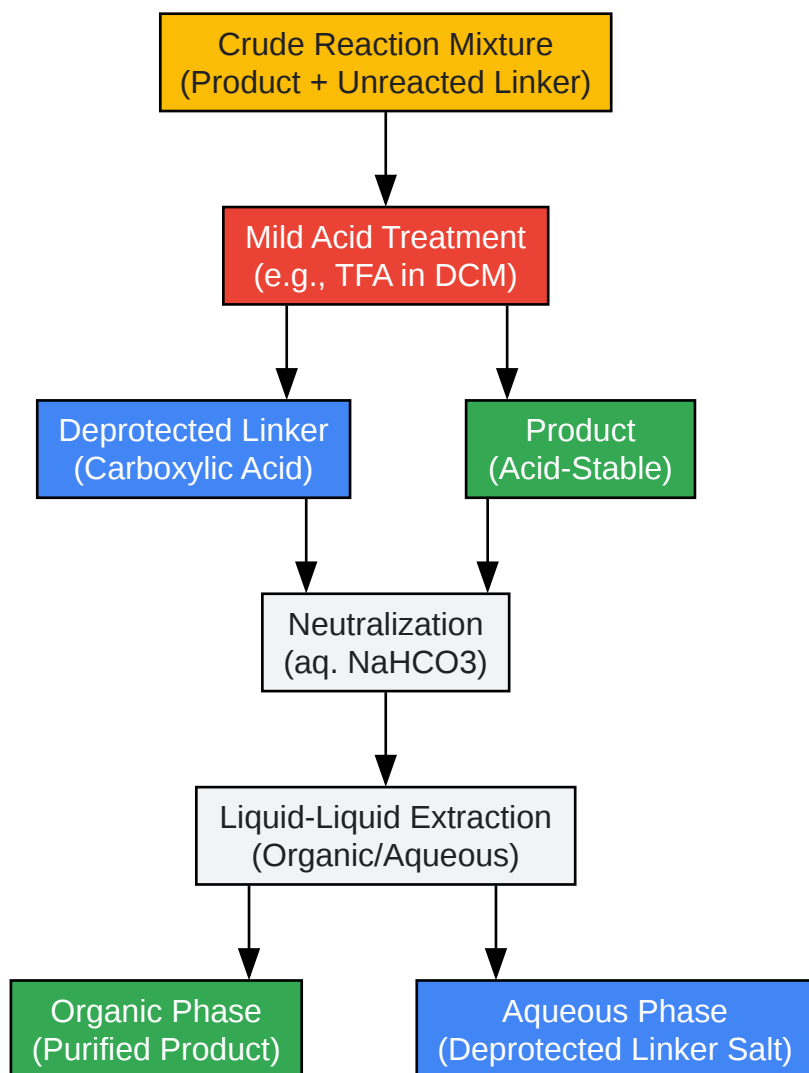 Crude Reaction Mixture
(Product + Unreacted Linker)
Mild Acid Treatment
(e.g., TFA in DCM)
Deprotected Linker
(Carboxylic Acid)
Product
(Acid-Stable)
Neutralization
(aq. NaHCO3)
Liquid-Liquid Extraction
(Organic/Aqueous)
Organic Phase
(Purified Product)
Aqueous Phase
(Deprotected Linker Salt)